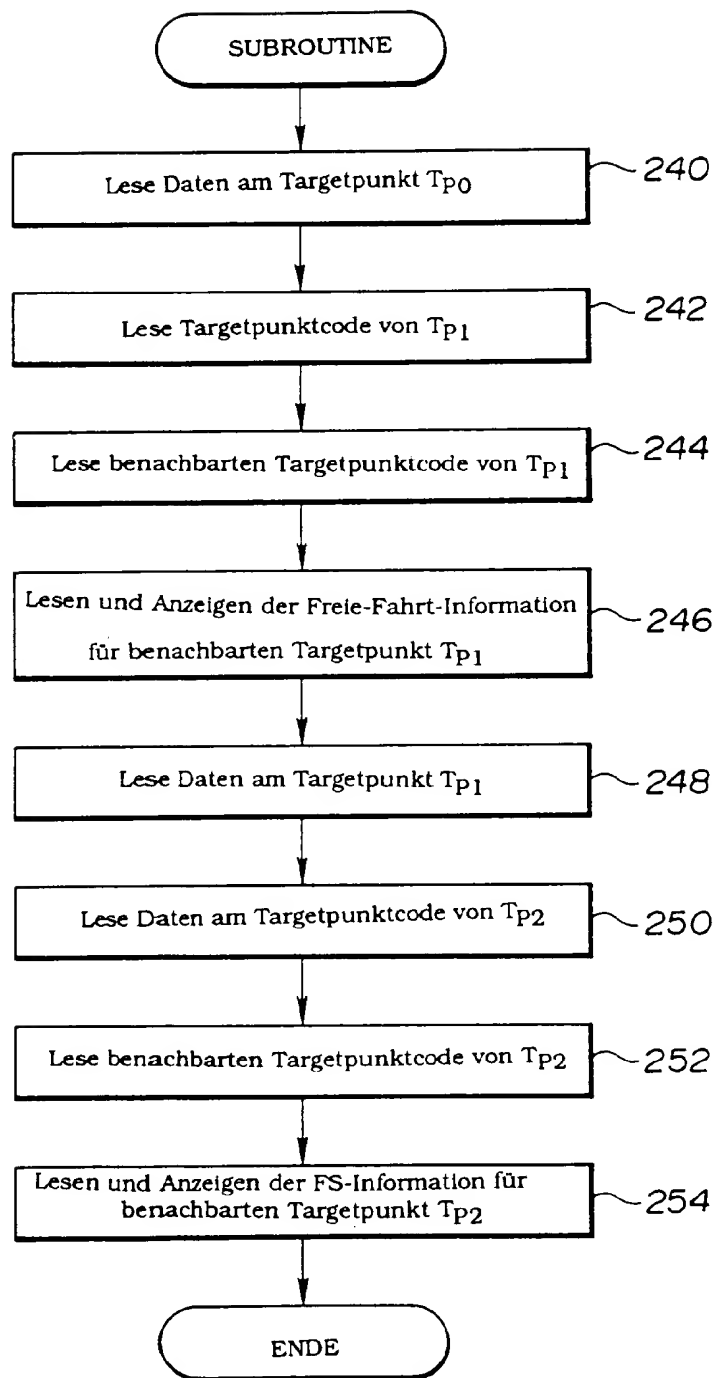 SUBROUTINE
Lese Daten am Targetpunkt TP0
240
Lese Targetpunktcode von TP1
242
Lese benachbarten Targetpunktcode von TP1
244
Lesen und Anzeigen der Freie-Fahrt-Information
für benachbarten Targetpunkt TP1
246
Lese Daten am Targetpunkt TP1
248
Lese Daten am Targetpunktcode von TP2
250
Lese benachbarten Targetpunktcode von TP2
252
Lesen und Anzeigen der FS-Information für
benachbarten Targetpunkt TP2
254
ENDE